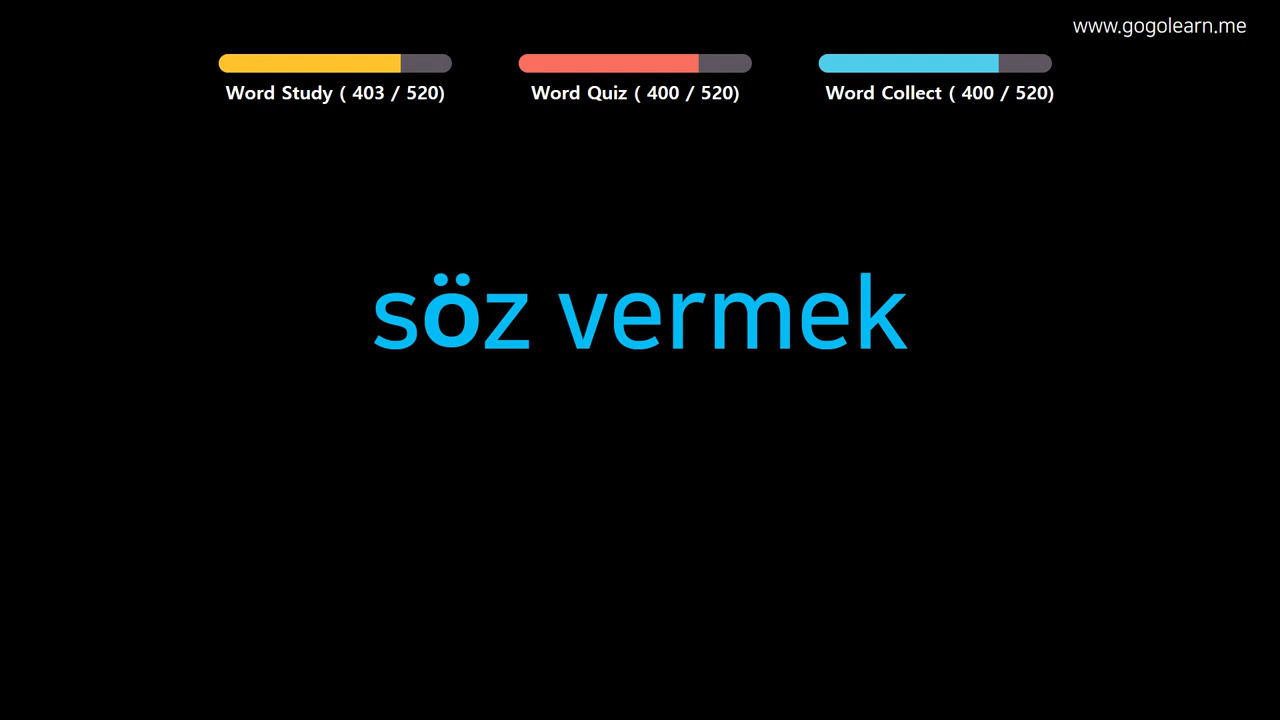 www.gogolearn.me
Word Study ( 403 / 520)
Word Quiz ( 400 / 520)
Word Collect ( 400 / 520)
söz vermek